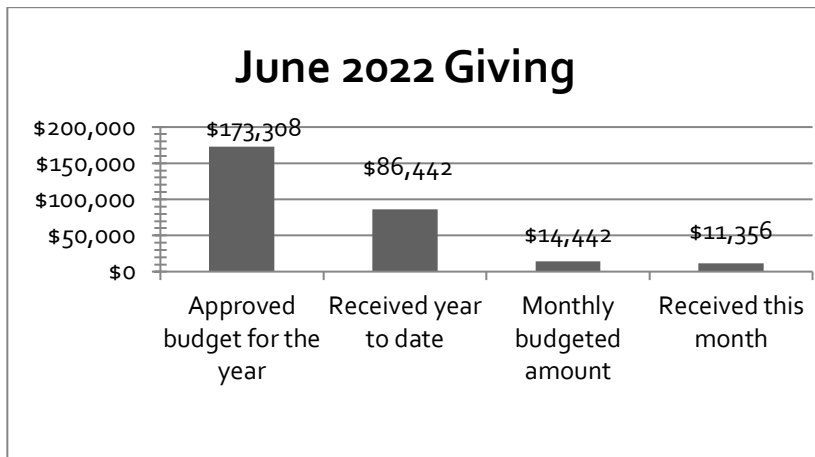 June 2022 Giving
$200,000
$150,000
$100,000
$50,000
$0
$173,308
$86,442
$14,442
$11,356
Approved
budget for the
year
Received year
to date
Monthly
budgeted
amount
Received this
month